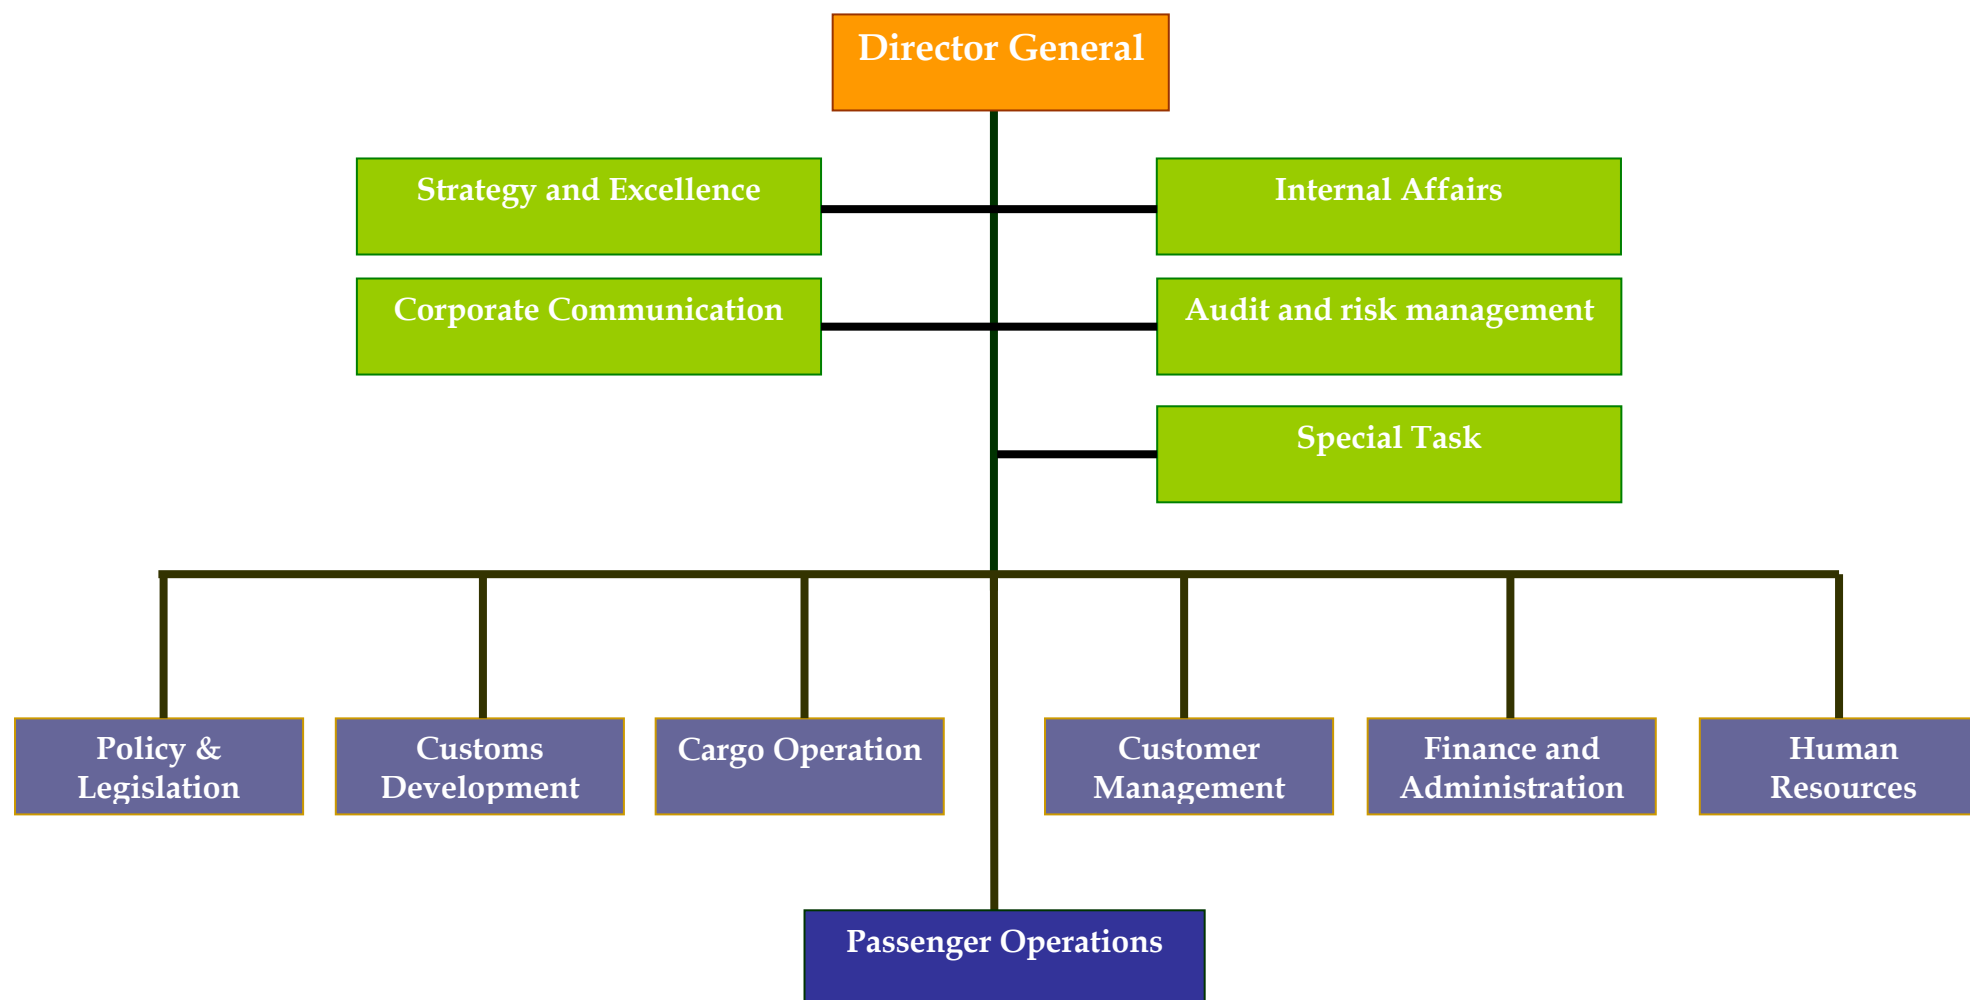 Director General
Strategy and Excellence
Internal Affairs
Corporate Communication
Audit and risk management
Special Task
Policy &
Legislation
Customs
Development
Cargo Operation
Customer
Management
Finance and
Administration
Human
Resources
Passenger Operations